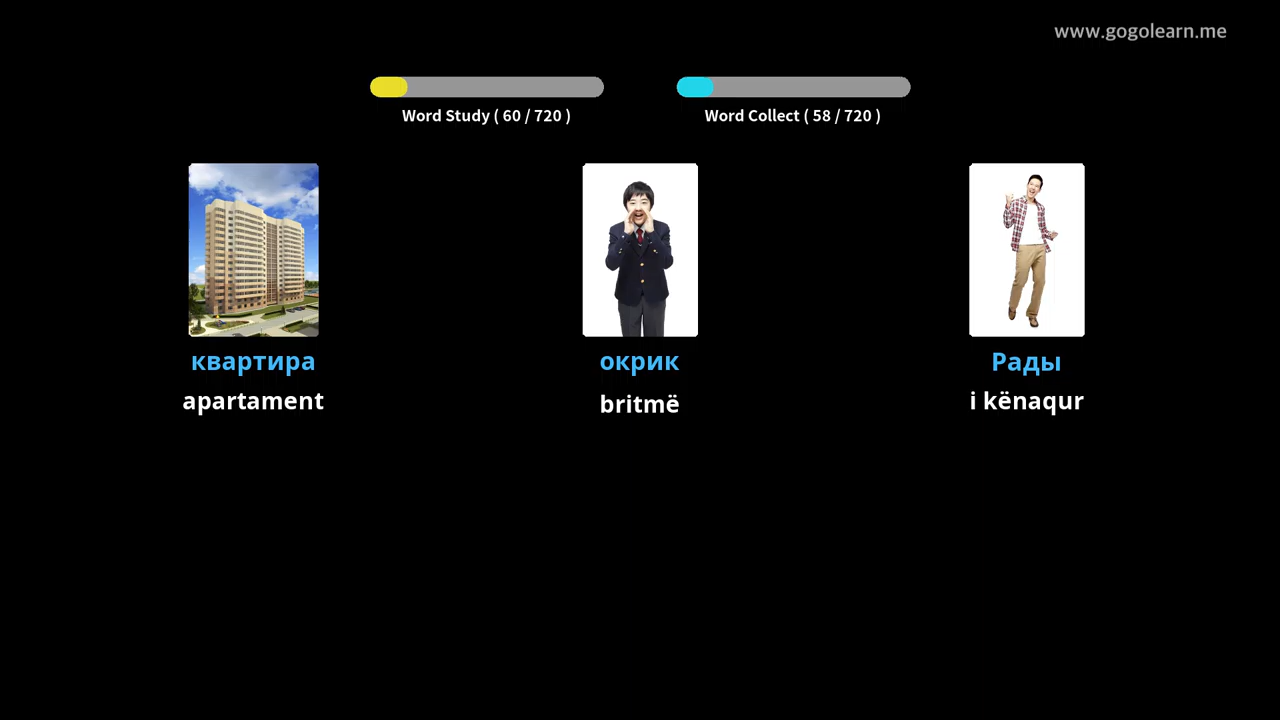 www.gogolearn.me
Word Study ( 60 / 720 )
Word Collect ( 58 / 720 )
квартира
окрик
Рады
apartament
britmë
i kënaqur